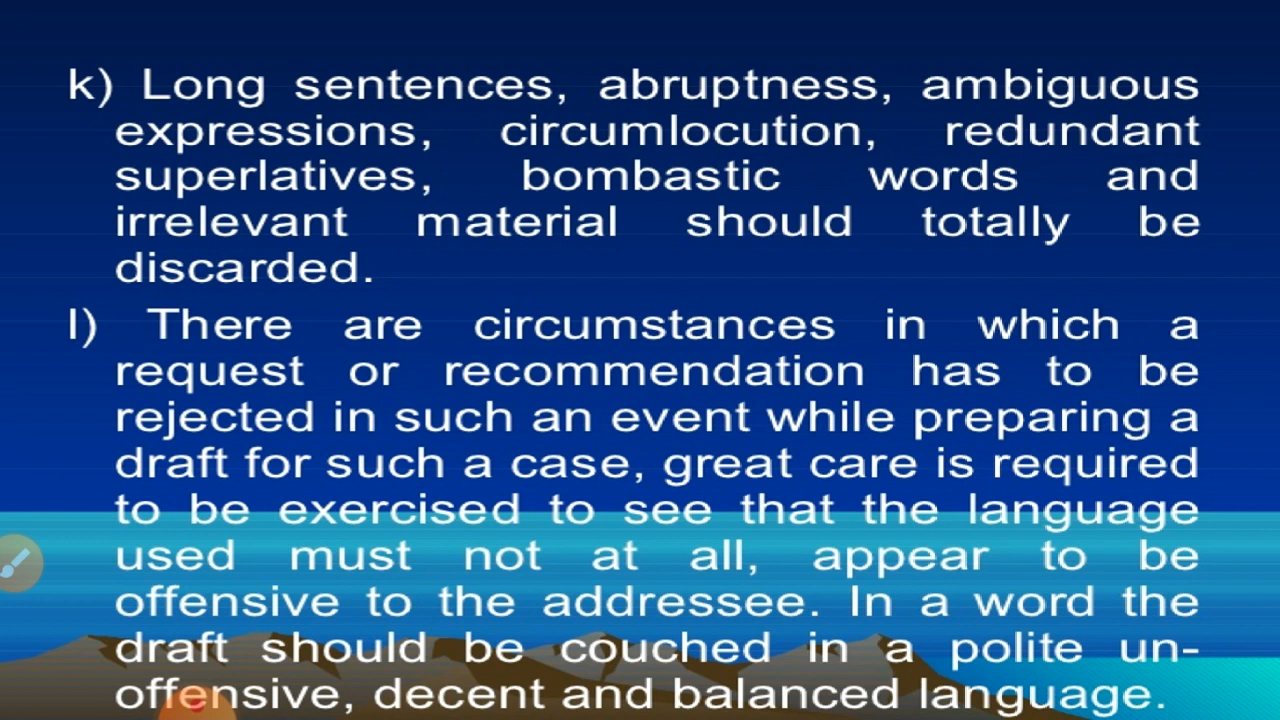 k) Long sentences, abruptness, ambiguous
expressions, circumlocution, redundant
superlatives, bombastic words and
irrelevant material should totally be
discarded.
l) There are circumstances in which a
request or recommendation has to be
rejected in such an event while preparing a
draft for such a case, great care is required
to be exercised to see that the language
used must not at all, appear to be
offensive to the addressee. In a word the
draft should be couched in a polite un-
offensive, decent and balanced language.